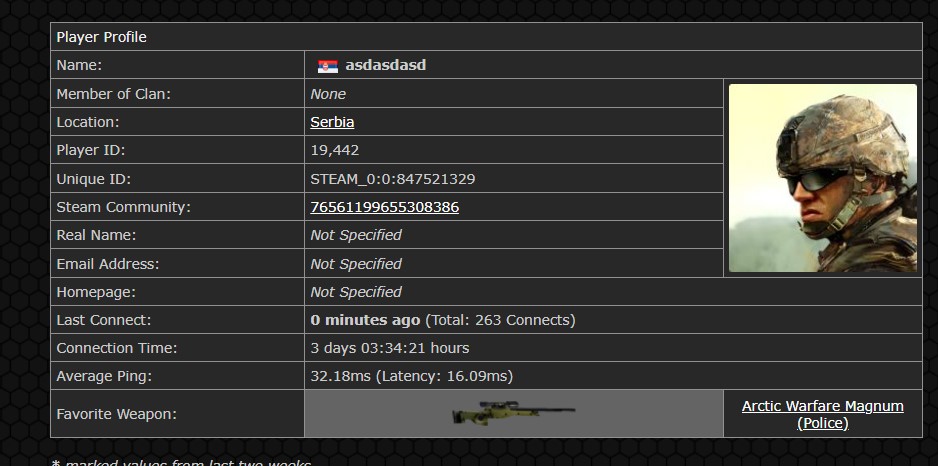 Player Profile
Name: asdasdasd
Member of Clan: None
Location: Serbia
Player ID: 19,442
Unique ID: STEAM_0:0:847521329
Steam Community: 76561199655308386
Real Name: Not Specified
Email Address: Not Specified
Homepage: Not Specified
Last Connect: 0 minutes ago (Total: 263 Connects)
Connection Time: 3 days 03:34:21 hours
Average Ping: 32.18ms (Latency: 16.09ms)
Favorite Weapon: Arctic Warfare Magnum
(Police)
* marked values from last two weeks